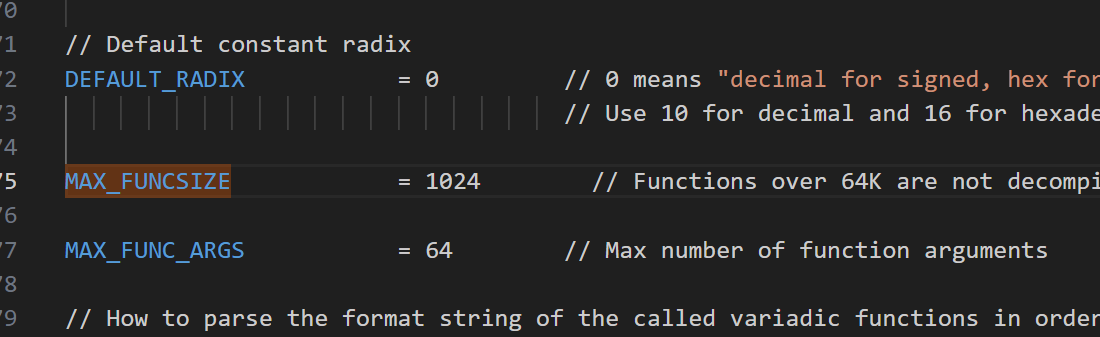 70
71 // Default constant radix
72 DEFAULT_RADIX = 0 // 0 means "decimal for signed, hex for
73 // Use 10 for decimal and 16 for hexade
74
75 MAX_FUNCSIZE = 1024 // Functions over 64K are not decompi
76
77 MAX_FUNC_ARGS = 64 // Max number of function arguments
78
79 // How to parse the format string of the called variadic functions in order